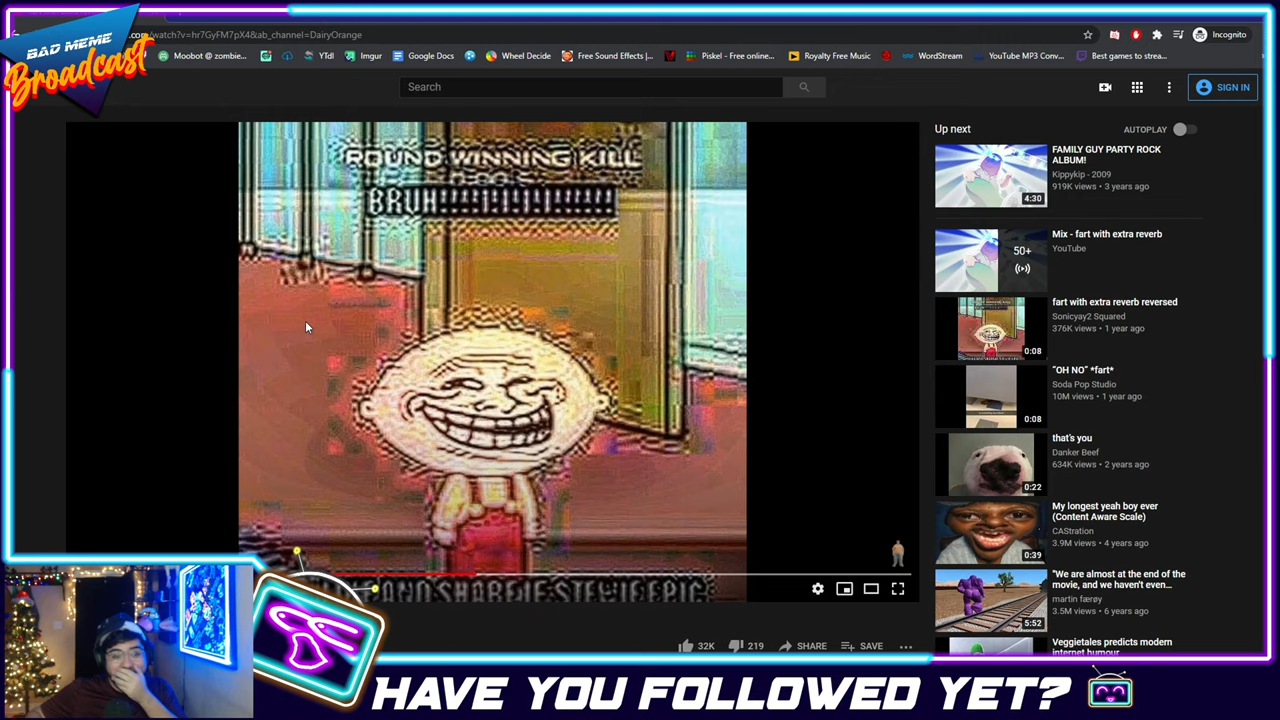 BAD MEME
Broadcast
.com/watch?v=hr7GyFM7pX4&ab_channel=DairyOrange
Incognito
Moobot @ zombie...
YTdl
Imgur
Google Docs
Wheel Decide
Free Sound Effects |...
Piskel - Free online...
Royalty Free Music
WordStream
YouTube MP3 Conv...
Best games to strea...
Search
SIGN IN
ROUND WINNING KILL
BRUH!!!!1!1!1!1!!!!!!
Up next
AUTOPLAY
FAMILY GUY PARTY ROCK
ALBUM!
Kippykip - 2009
919K views • 3 years ago
4:30
Mix - fart with extra reverb
YouTube
50+
fart with extra reverb reversed
Sonicyay2 Squared
376K views • 1 year ago
0:08
"OH NO" *fart*
Soda Pop Studio
10M views • 1 year ago
0:08
that's you
Danker Beef
634K views • 2 years ago
0:22
My longest yeah boy ever
(Content Aware Scale)
CAStration
3.9M views • 4 years ago
0:39
"We are almost at the end of the
movie, and we haven't even...
martin færøy
3.5M views • 6 years ago
5:52
Veggietales predicts modern
internet humour
32K
219
SHARE
SAVE
HAVE YOU FOLLOWED YET?